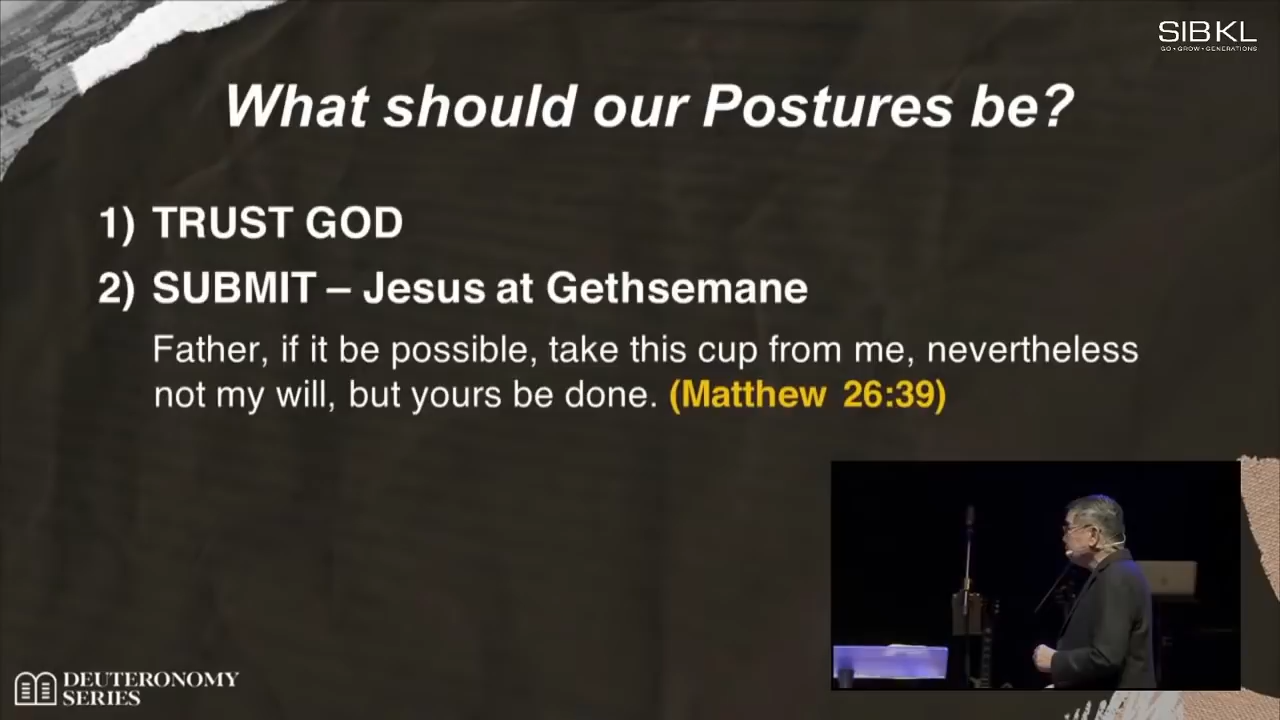 SIBKL
GO • GROW • GENERATIONS
What should our Postures be?
1) TRUST GOD
2) SUBMIT – Jesus at Gethsemane
Father, if it be possible, take this cup from me, nevertheless
not my will, but yours be done. (Matthew 26:39)
DEUTERONOMY
SERIES